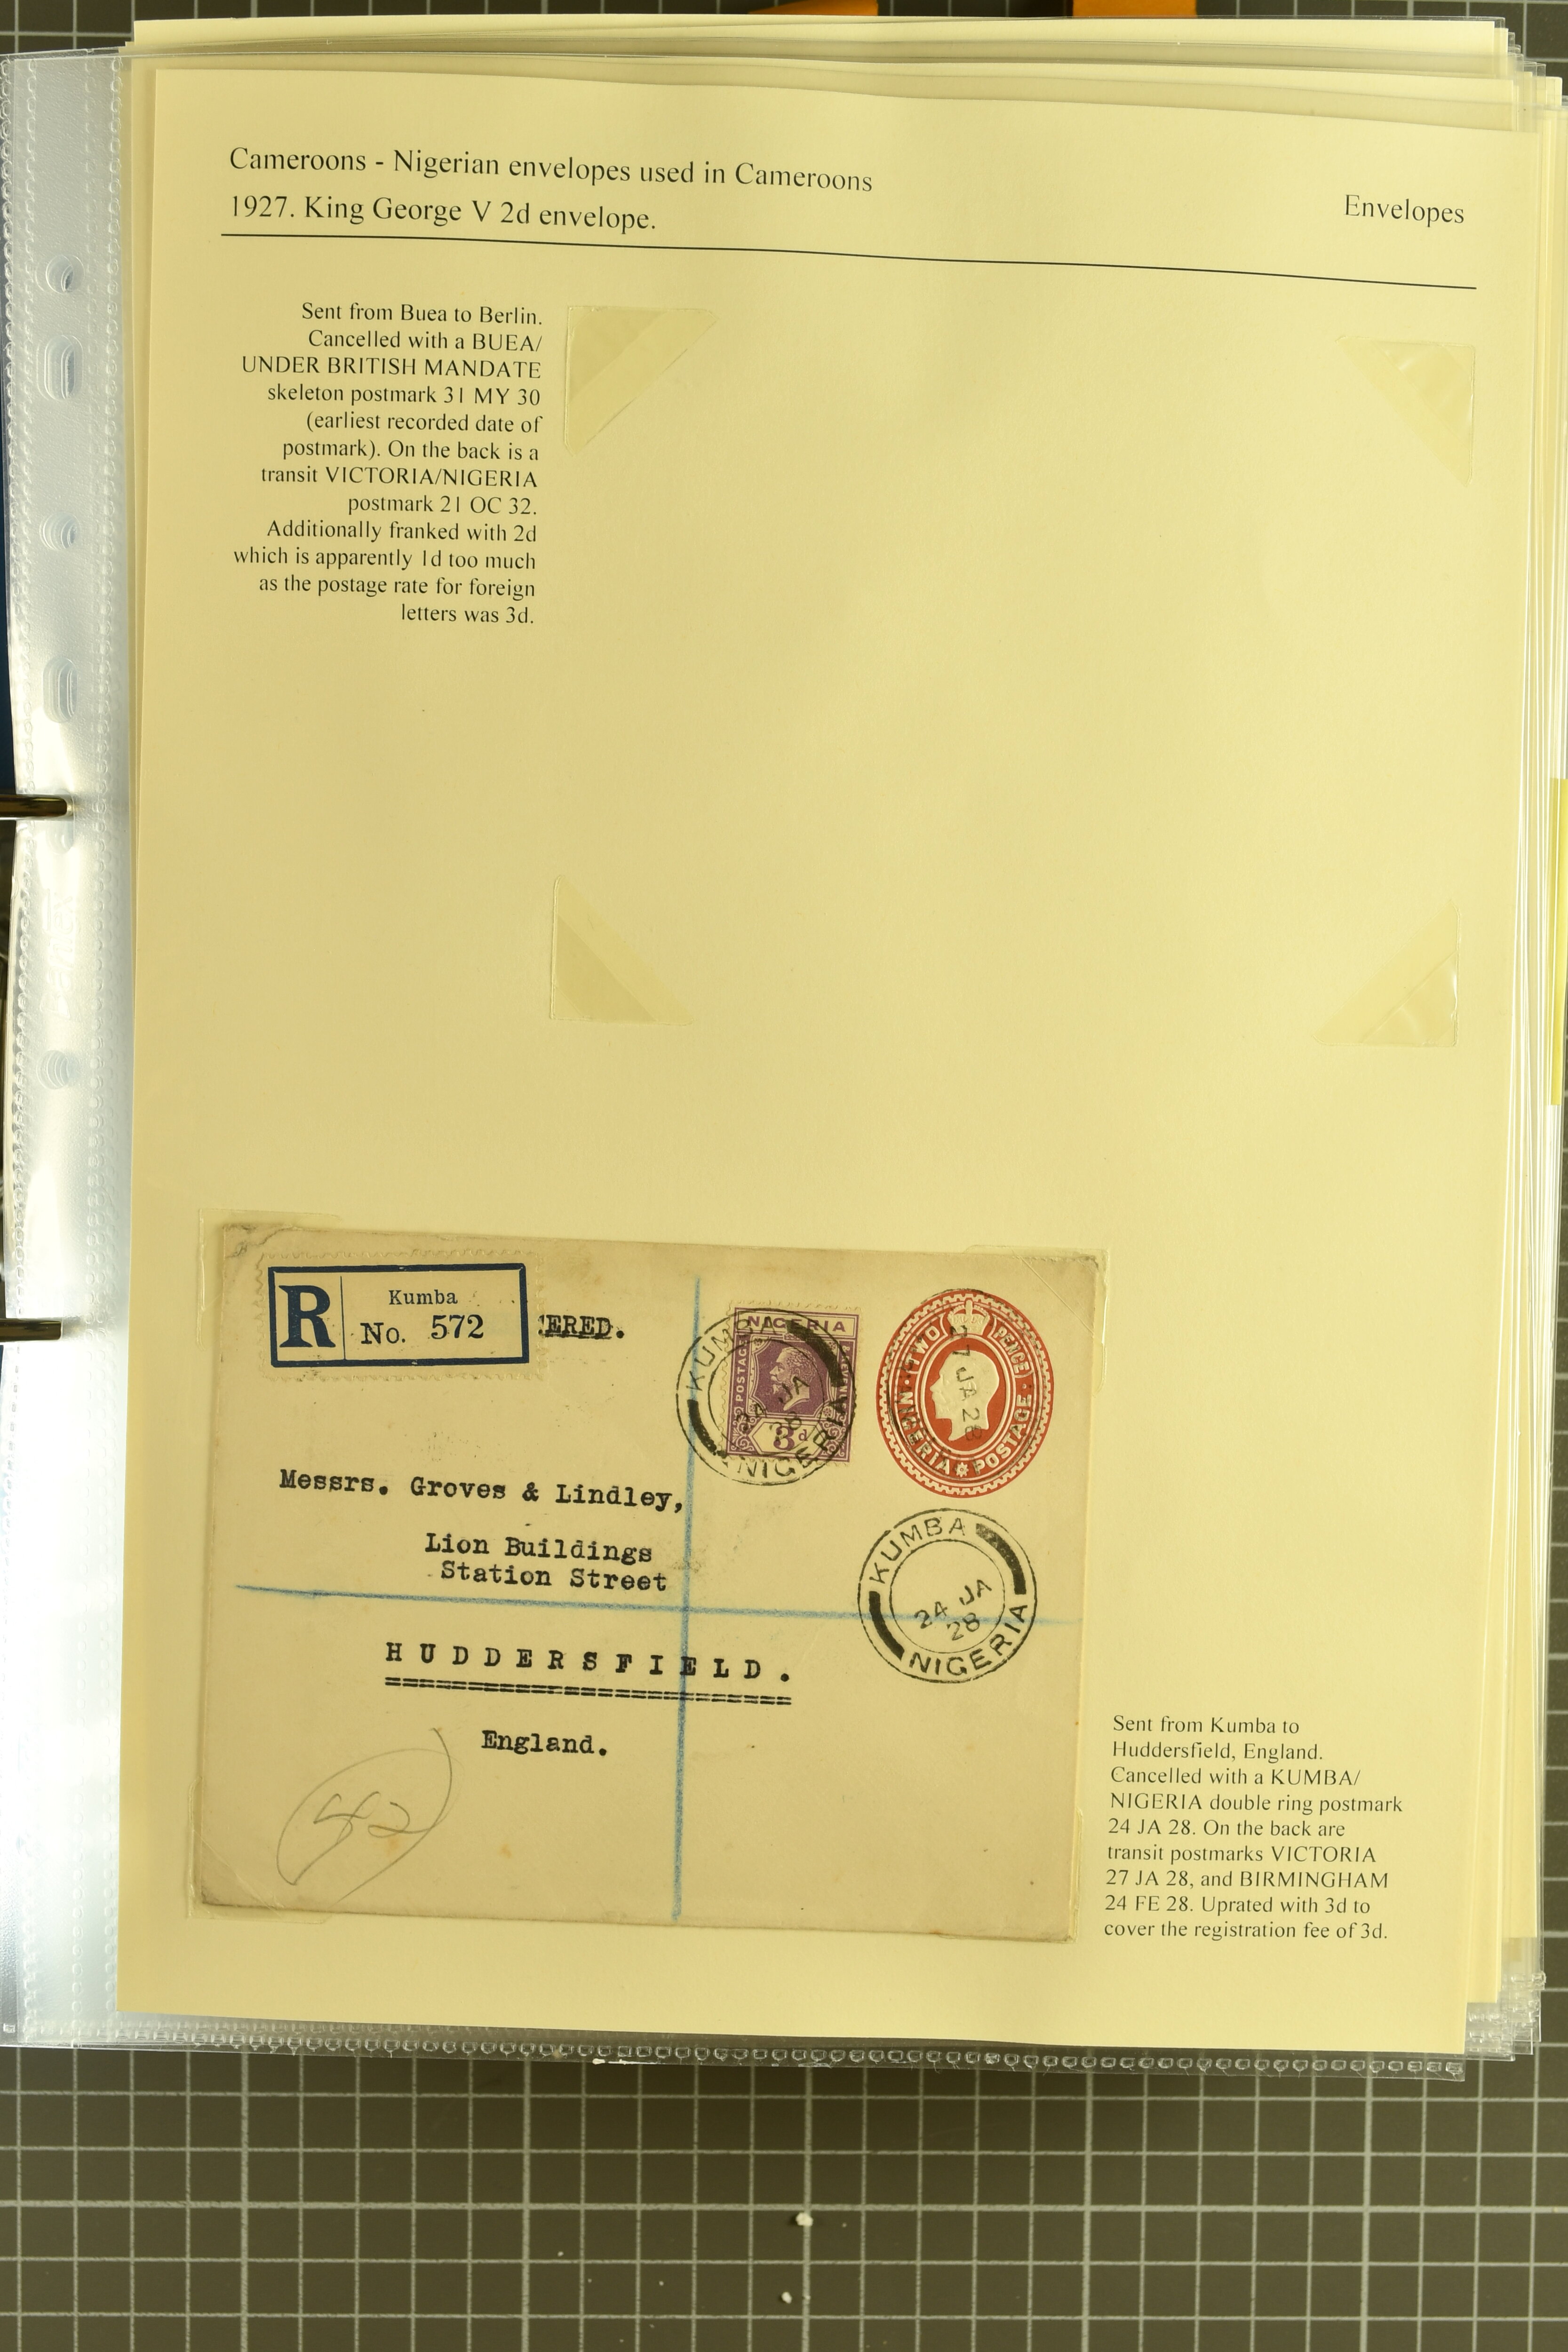 Cameroons - Nigerian envelopes used in Cameroons
1927. King George V 2d envelope.
Envelopes
Sent from Buea to Berlin.
Cancelled with a BUEA/
UNDER BRITISH MANDATE
skeleton postmark 31 MY 30
(earliest recorded date of
postmark). On the back is a
transit VICTORIA/NIGERIA
postmark 21 OC 32.
Additionally franked with 2d
which is apparently 1d too much
as the postage rate for foreign
letters was 3d.
R
Kumba
No. 572
ERED.
NIGERIA
POSTAGE
3d
KUMBA
24 JA
28
NIGERIA
TWO PENCE
NIGERIA POSTAGE
27 JA 28
Messrs. Groves & Lindley,
Lion Buildings
Station Street
HUDDERSFIELD.
England.
KUMBA
24 JA
28
NIGERIA
42
Sent from Kumba to
Huddersfield, England.
Cancelled with a KUMBA/
NIGERIA double ring postmark
24 JA 28. On the back are
transit postmarks VICTORIA
27 JA 28, and BIRMINGHAM
24 FE 28. Uprated with 3d to
cover the registration fee of 3d.